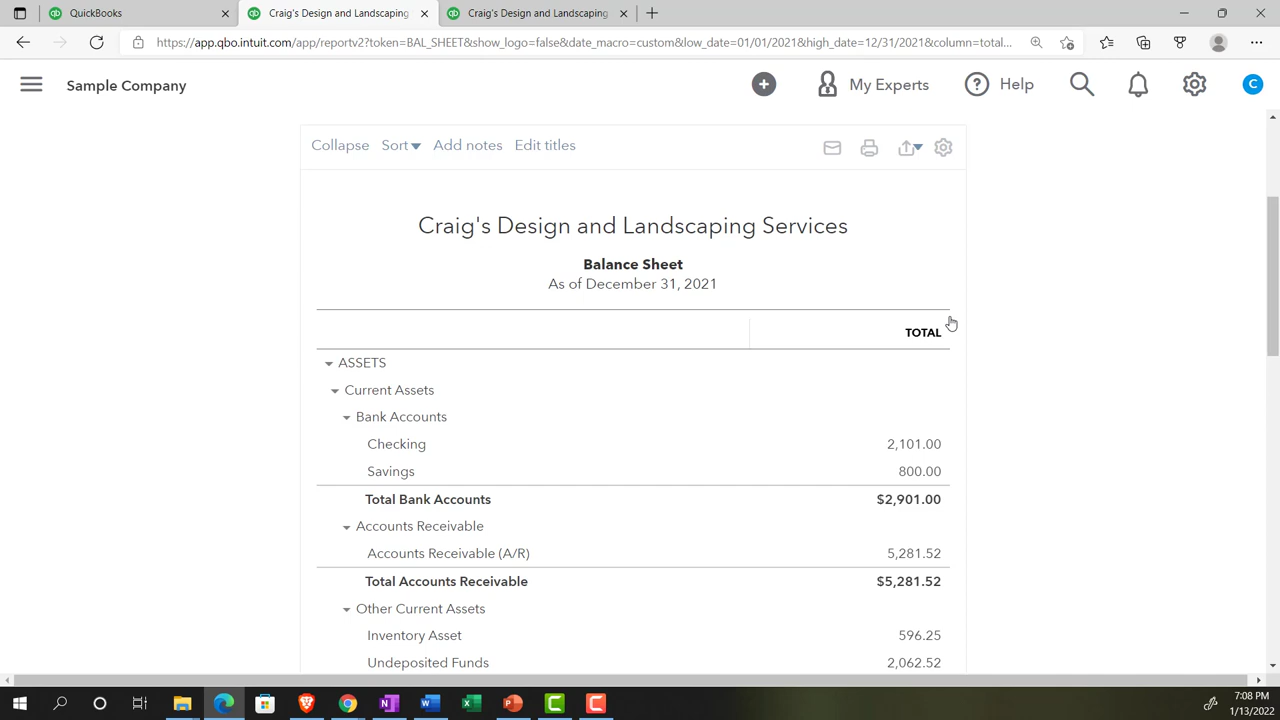 QuickBooks
Craig's Design and Landscaping
Craig's Design and Landscaping
https://app.qbo.intuit.com/app/reportv2?token=BAL_SHEET&show_logo=false&date_macro=custom&low_date=01/01/2021&high_date=12/31/2021&column=total...
Sample Company
My Experts
Help
C
Collapse Sort Add notes Edit titles
Craig's Design and Landscaping Services
Balance Sheet
As of December 31, 2021
TOTAL
ASSETS
Current Assets
Bank Accounts
Checking 2,101.00
Savings 800.00
Total Bank Accounts $2,901.00
Accounts Receivable
Accounts Receivable (A/R) 5,281.52
Total Accounts Receivable $5,281.52
Other Current Assets
Inventory Asset 596.25
Undeposited Funds 2,062.52
7:08 PM
1/13/2022